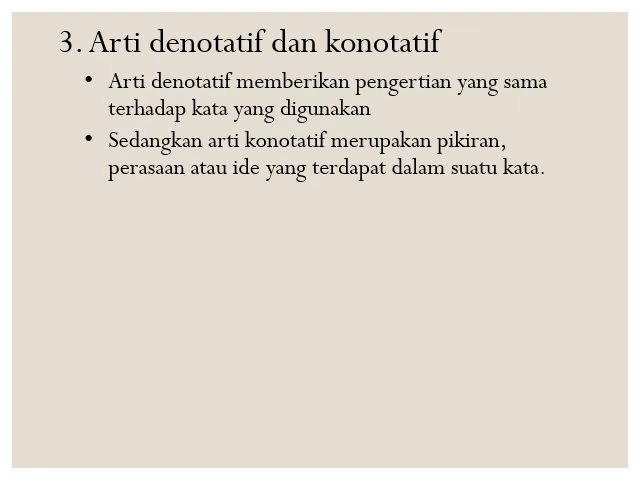 3. Arti denotatif dan konotatif
• Arti denotatif memberikan pengertian yang sama
terhadap kata yang digunakan
• Sedangkan arti konotatif merupakan pikiran,
perasaan atau ide yang terdapat dalam suatu kata.